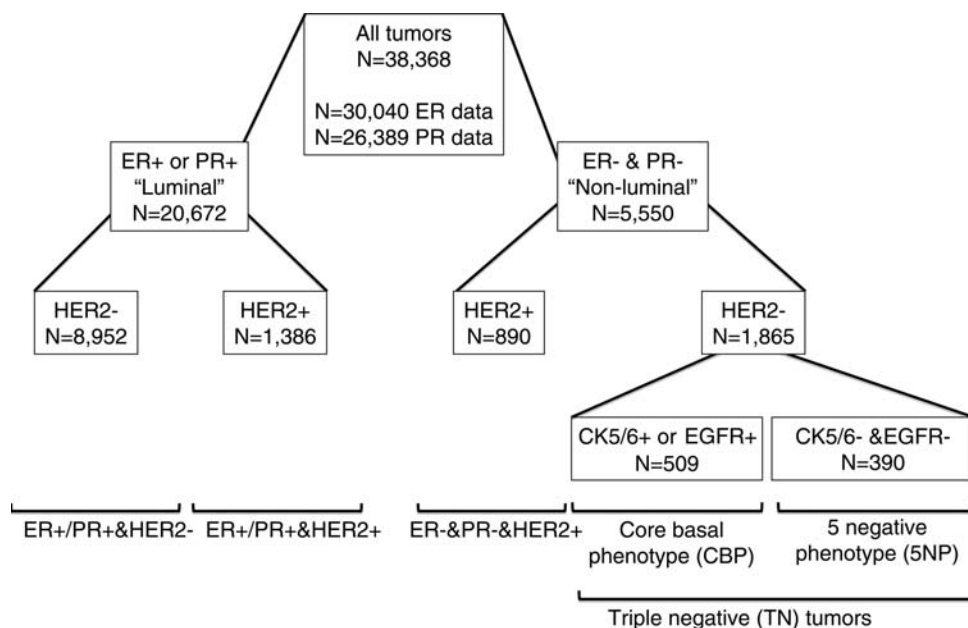 All tumors
N=38,368
N=30,040 ER data
N=26,389 PR data
ER+ or PR+
“Luminal”
N=20,672
ER- & PR-
“Non-luminal”
N=5,550
HER2-
N=8,952
HER2+
N=1,386
HER2+
N=890
HER2-
N=1,865
CK5/6+ or EGFR+
N=509
CK5/6- &EGFR-
N=390
ER+/PR+&HER2-
ER+/PR+&HER2+
ER-&PR-&HER2+
Core basal
phenotype (CBP)
5 negative
phenotype (5NP)
Triple negative (TN) tumors